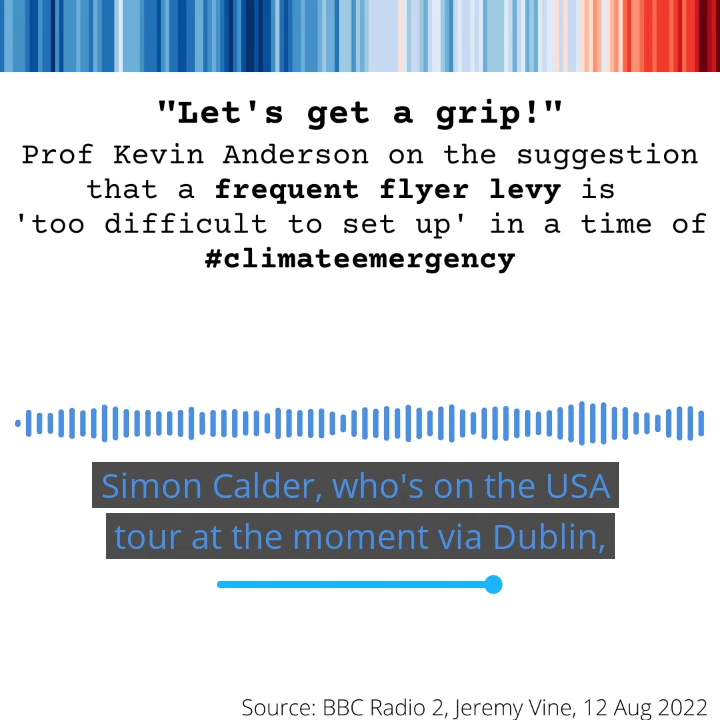 "Let's get a grip!"
Prof Kevin Anderson on the suggestion
that a frequent flyer levy is
'too difficult to set up' in a time of
#climateemergency
Simon Calder, who's on the USA
tour at the moment via Dublin,
Source: BBC Radio 2, Jeremy Vine, 12 Aug 2022